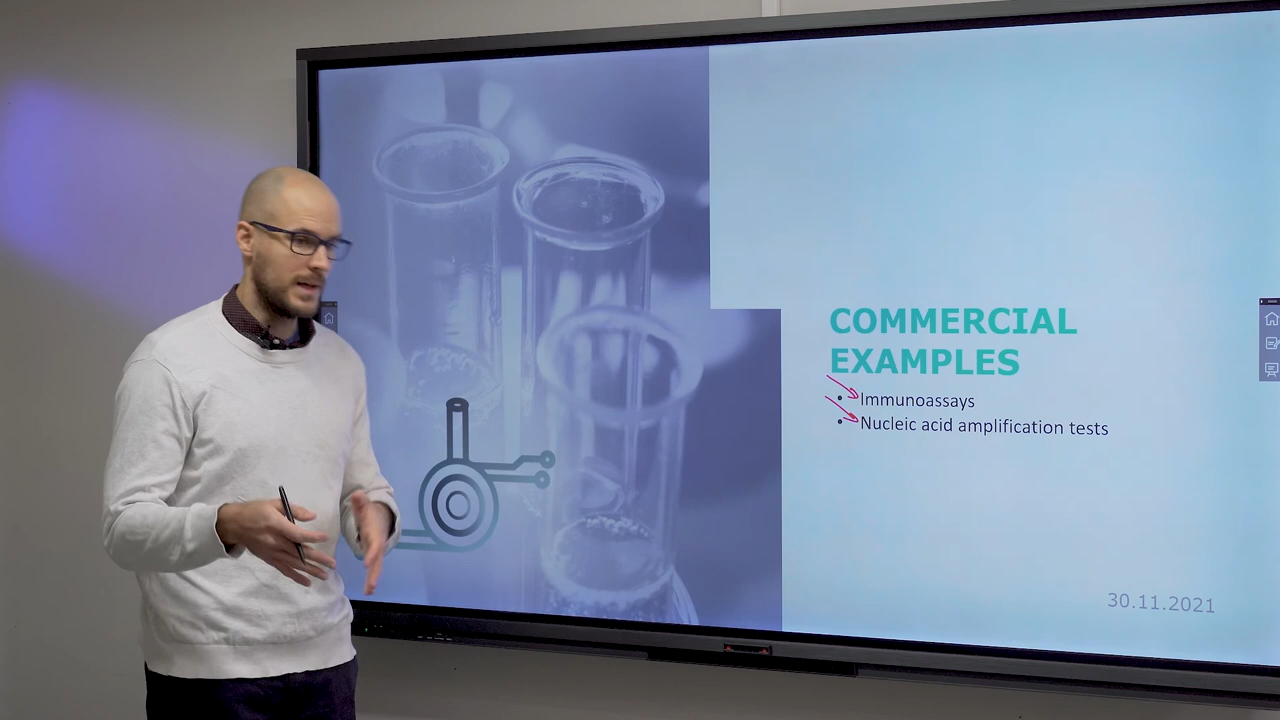 COMMERCIAL
EXAMPLES
• Immunoassays
• Nucleic acid amplification tests
30.11.2021